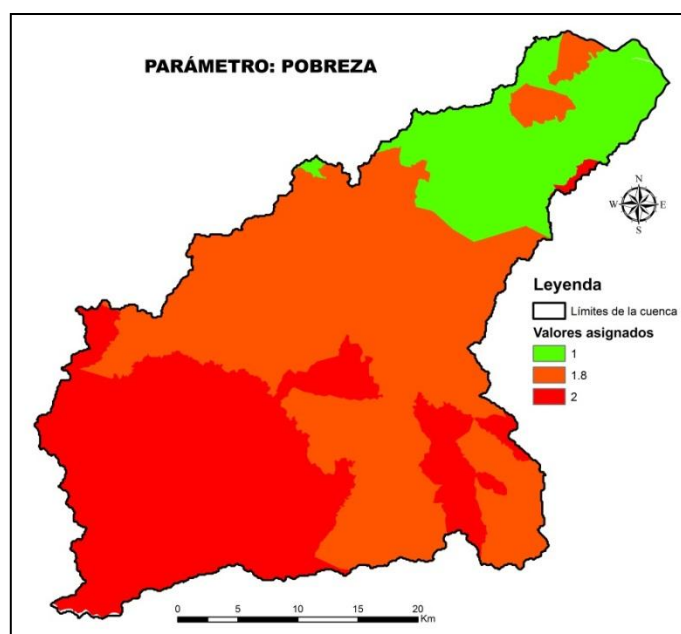 PARÁMETRO: POBREZA
N
W E
S
Leyenda
Límites de la cuenca
Valores asignados
1
1.8
2
0 5 10 15 20
Km